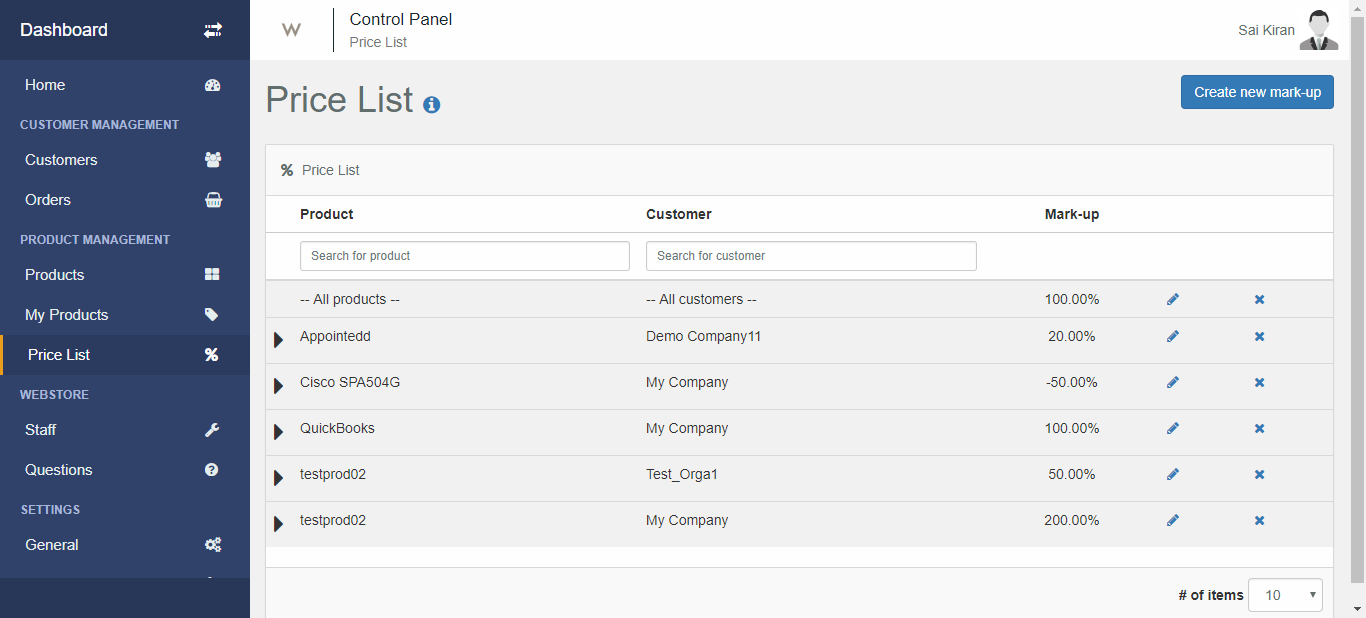 Dashboard
Home
CUSTOMER MANAGEMENT
Customers
Orders
PRODUCT MANAGEMENT
Products
My Products
Price List
WEBSTORE
Staff
Questions
SETTINGS
General
W
Control Panel
Price List
Sai Kiran
Price List
Create new mark-up
% Price List
Product Customer Mark-up
Search for product Search for customer
-- All products -- -- All customers -- 100.00%
Appointedd Demo Company11 20.00%
Cisco SPA504G My Company -50.00%
QuickBooks My Company 100.00%
testprod02 Test_Orga1 50.00%
testprod02 My Company 200.00%
# of items 10